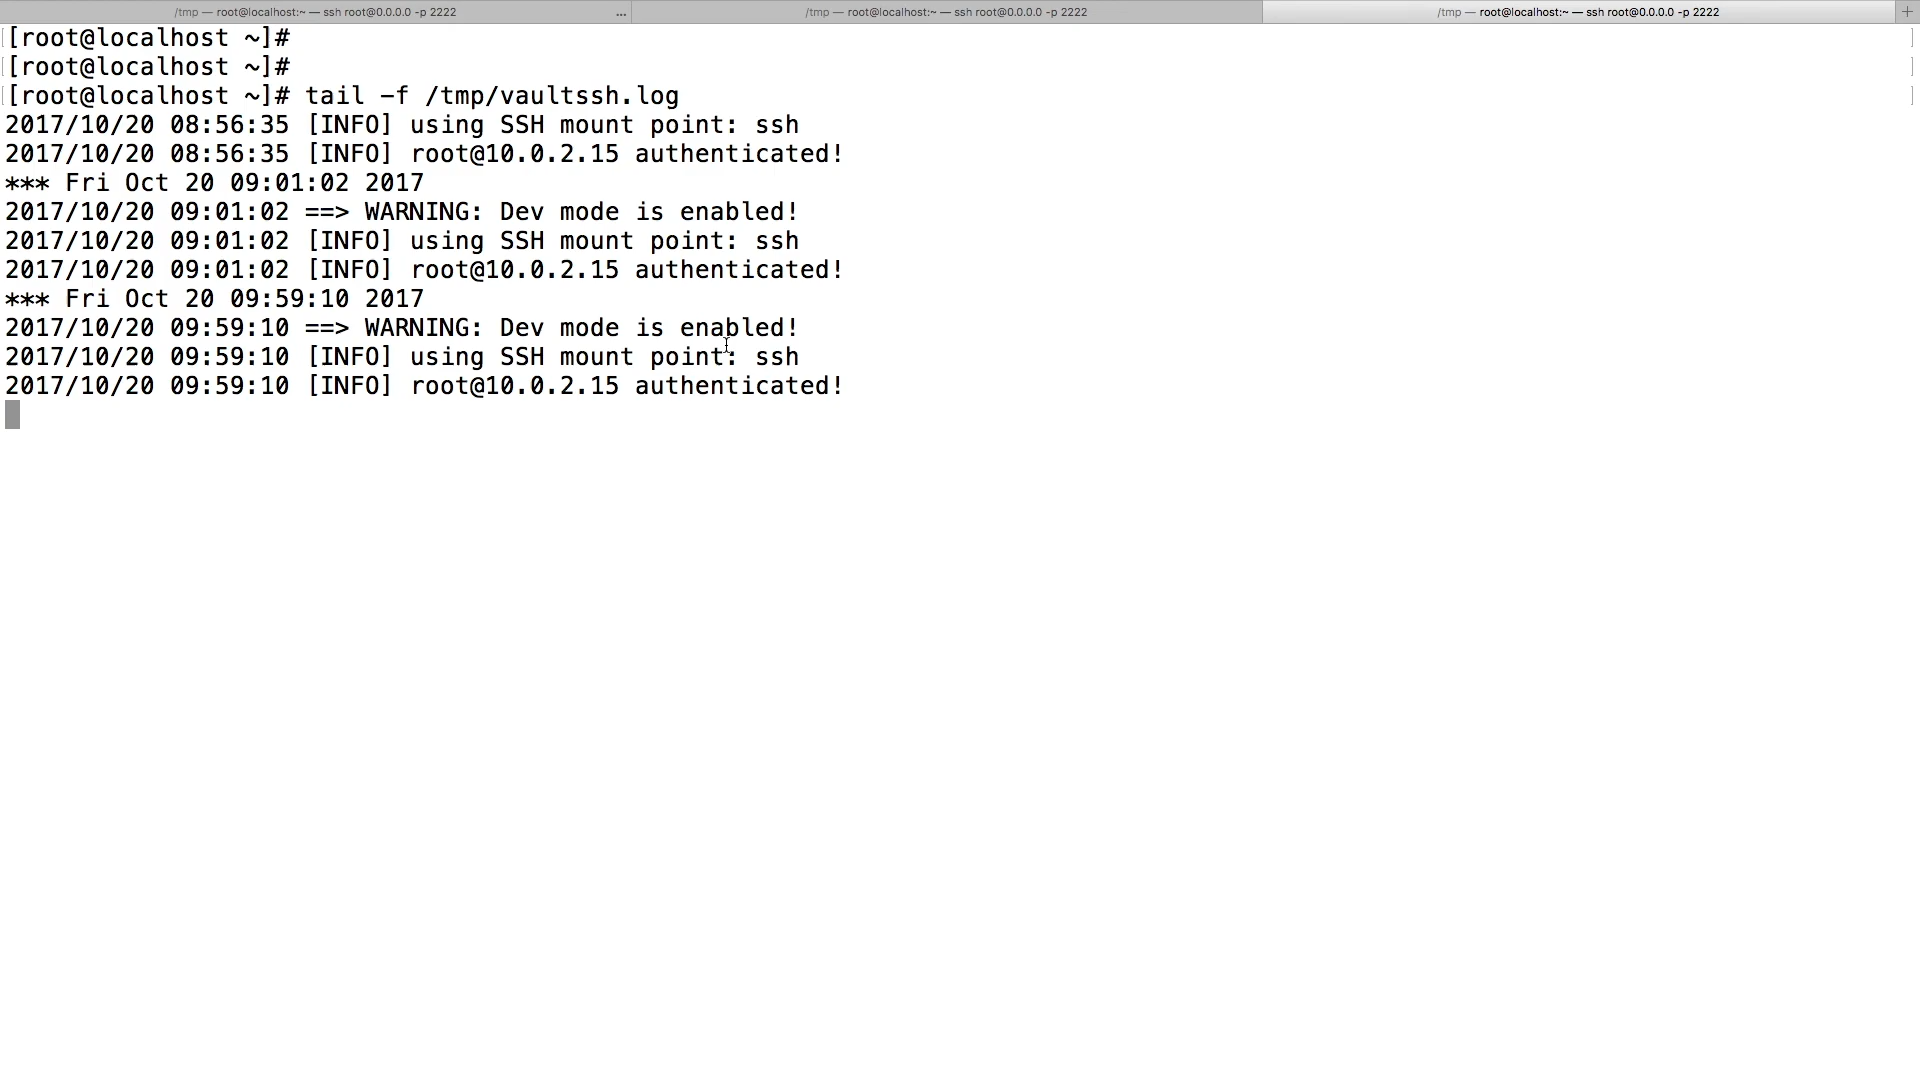 /tmp — root@localhost:~ — ssh root@0.0.0.0 -p 2222 ... /tmp — root@localhost:~ — ssh root@0.0.0.0 -p 2222 /tmp — root@localhost:~ — ssh root@0.0.0.0 -p 2222 +
[root@localhost ~]#
[root@localhost ~]#
[root@localhost ~]# tail -f /tmp/vaultssh.log
2017/10/20 08:56:35 [INFO] using SSH mount point: ssh
2017/10/20 08:56:35 [INFO] root@10.0.2.15 authenticated!
*** Fri Oct 20 09:01:02 2017
2017/10/20 09:01:02 ==> WARNING: Dev mode is enabled!
2017/10/20 09:01:02 [INFO] using SSH mount point: ssh
2017/10/20 09:01:02 [INFO] root@10.0.2.15 authenticated!
*** Fri Oct 20 09:59:10 2017
2017/10/20 09:59:10 ==> WARNING: Dev mode is enabled!
2017/10/20 09:59:10 [INFO] using SSH mount point: ssh
2017/10/20 09:59:10 [INFO] root@10.0.2.15 authenticated!